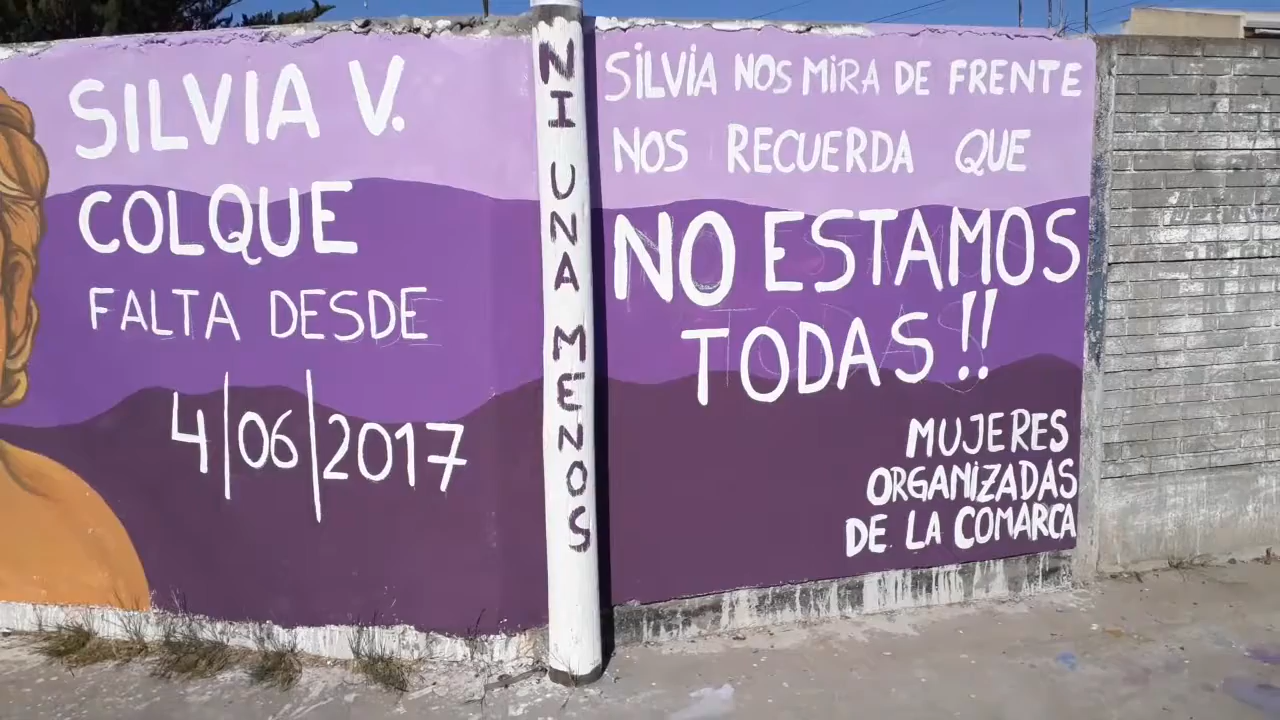 SILVIA V.
COLQUE
FALTA DESDE
4/06/2017
NI UNA MENOS
SILVIA NOS MIRA DE FRENTE
NOS RECUERDA QUE
NO ESTAMOS
TODAS!!
MUJERES
ORGANIZADAS
DE LA COMARCA